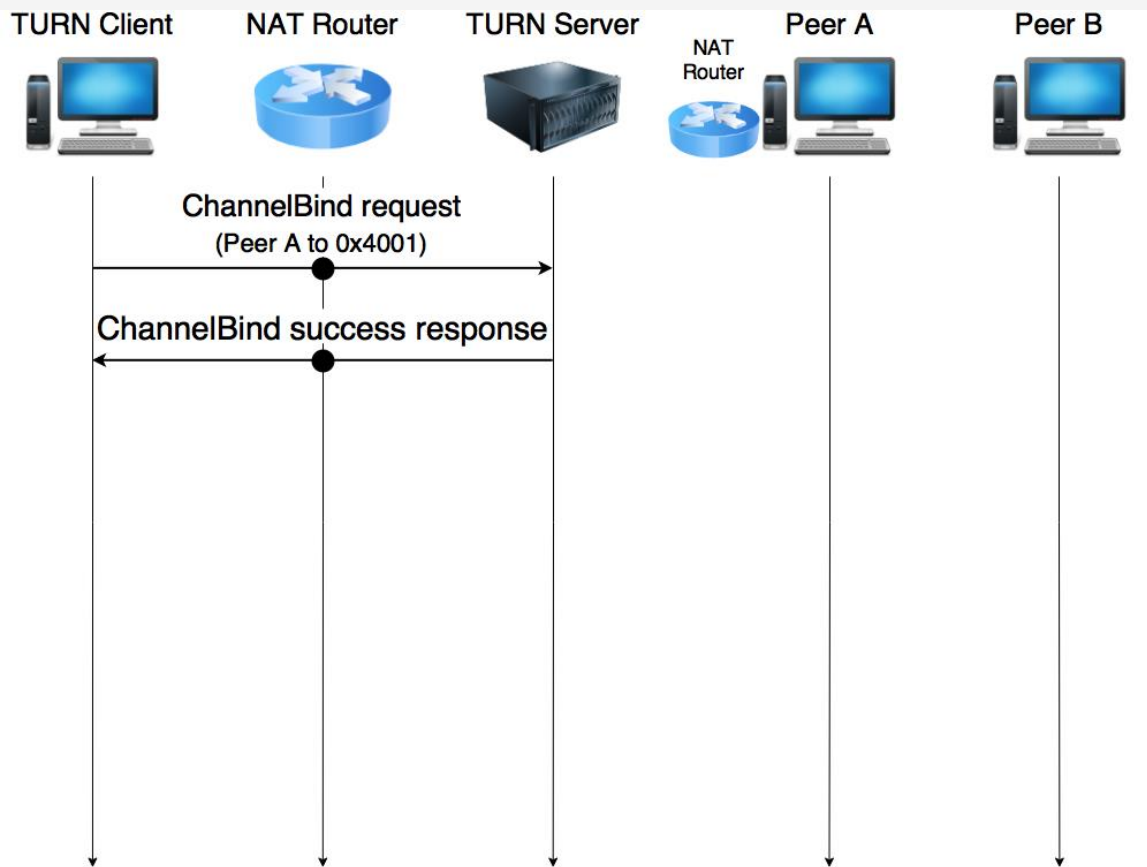 TURN Client
NAT Router
TURN Server
NAT
Router
Peer A
Peer B
ChannelBind request
(Peer A to 0x4001)
ChannelBind success response